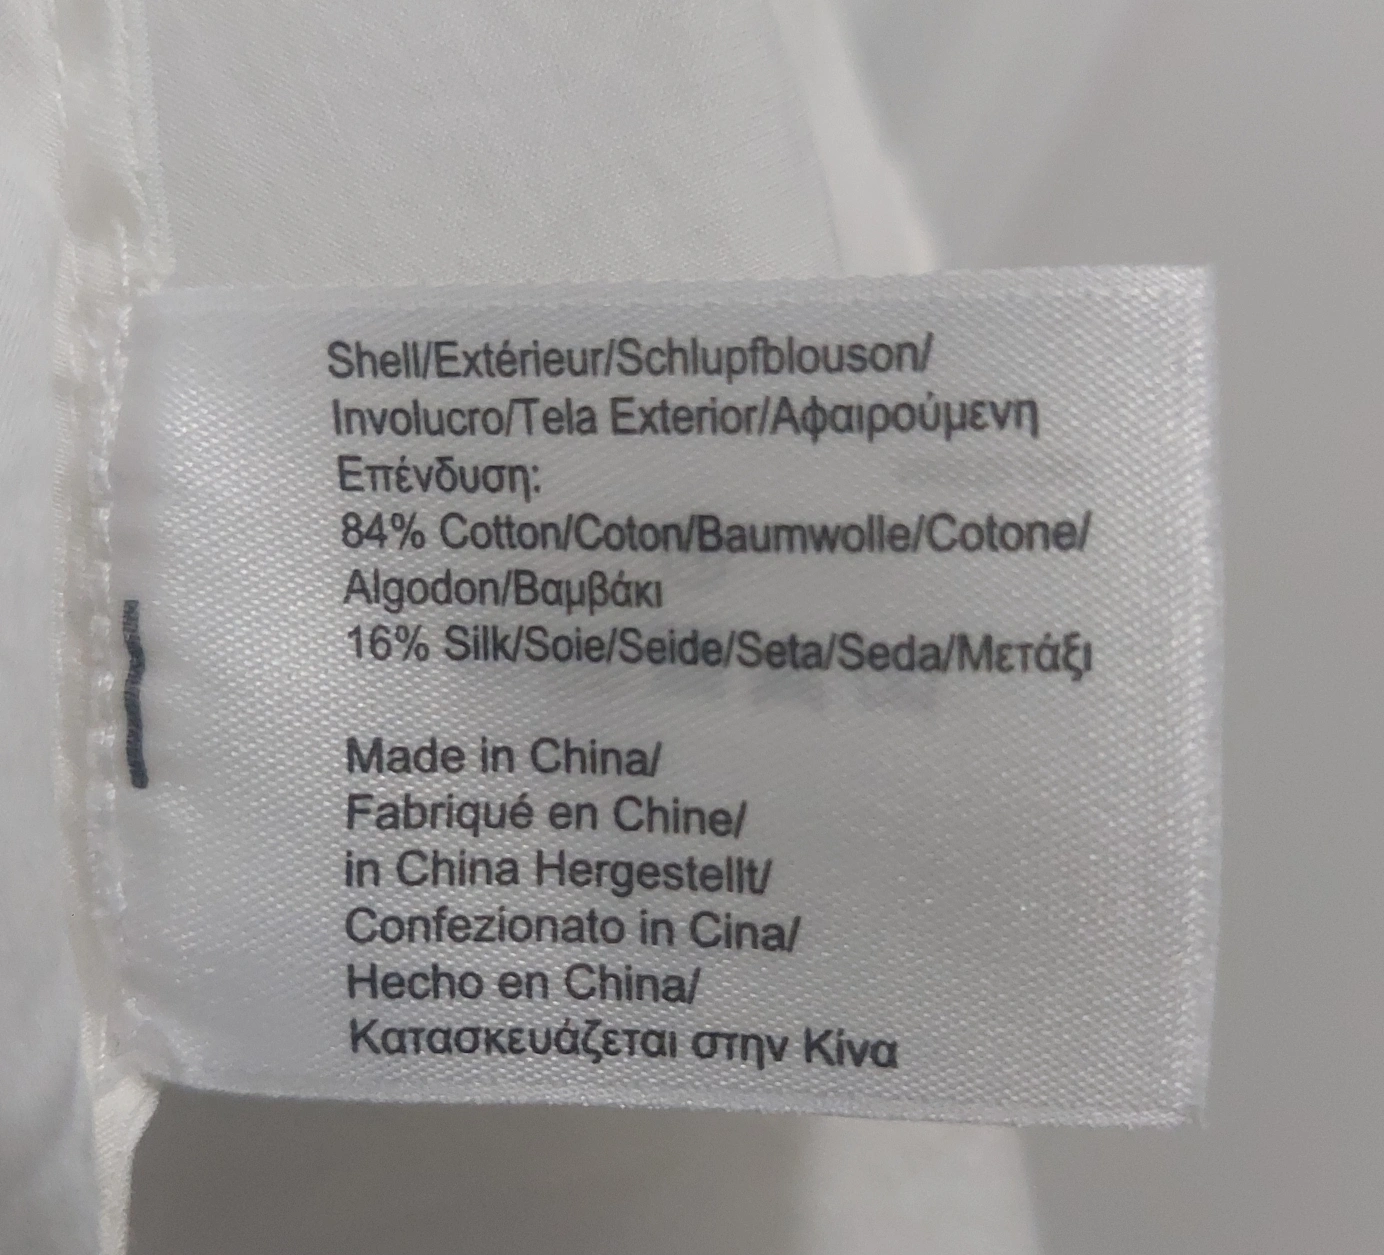 Shell/Extérieur/Schlupfblouson/
Involucro/Tela Exterior/Αφαιρούμενη
Επένδυση:
84% Cotton/Coton/Baumwolle/Cotone/
Algodon/Βαμβάκι
16% Silk/Soie/Seide/Seta/Seda/Μετάξι
Made in China/
Fabriqué en Chine/
in China Hergestellt/
Confezionato in Cina/
Hecho en China/
Κατασκευάζεται στην Κίνα